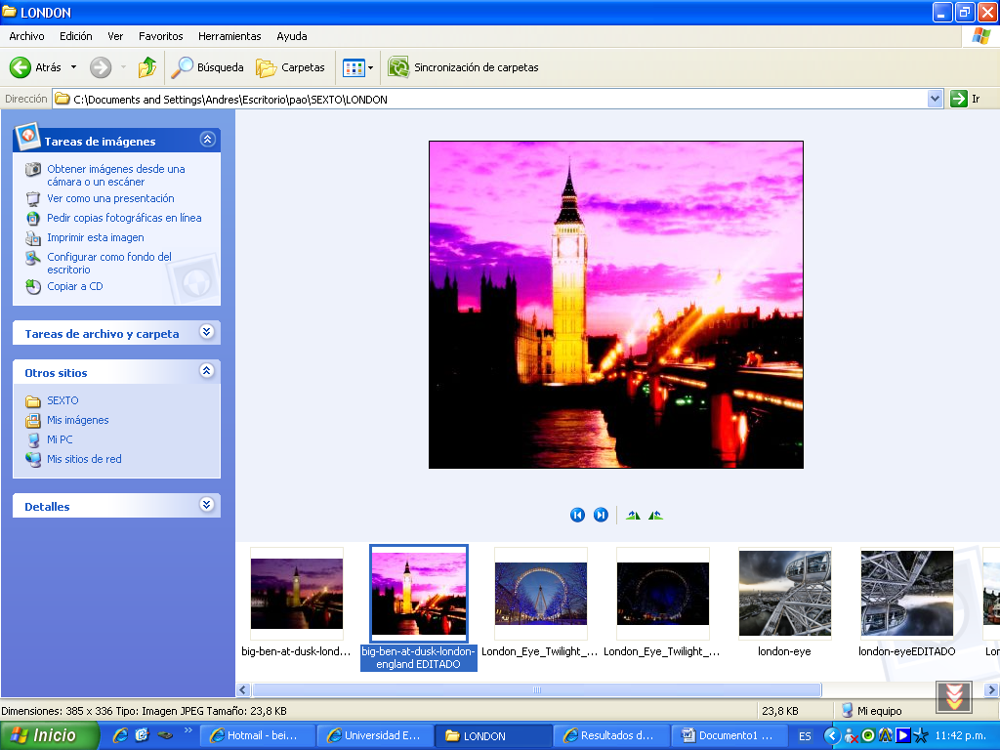 LONDON
Archivo Edición Ver Favoritos Herramientas Ayuda
Atrás Búsqueda Carpetas Sincronización de carpetas
Dirección C:\Documents and Settings\Andres\Escritorio\pao\SEXTO\LONDON Ir
Tareas de imágenes
Obtener imágenes desde una
cámara o un escáner
Ver como una presentación
Pedir copias fotográficas en línea
Imprimir esta imagen
Configurar como fondo del
escritorio
Copiar a CD
Tareas de archivo y carpeta
Otros sitios
SEXTO
Mis imágenes
Mi PC
Mis sitios de red
Detalles
big-ben-at-dusk-lond... big-ben-at-dusk-london- London_Eye_Twilight_... London_Eye_Twilight_... london-eye london-eyeEDITADO Lon
england EDITADO
Dimensiones: 385 x 336 Tipo: Imagen JPEG Tamaño: 23,8 KB 23,8 KB Mi equipo
Inicio Hotmail - bei... Universidad E... LONDON Resultados d... Documento1 ... ES 11:42 p.m.